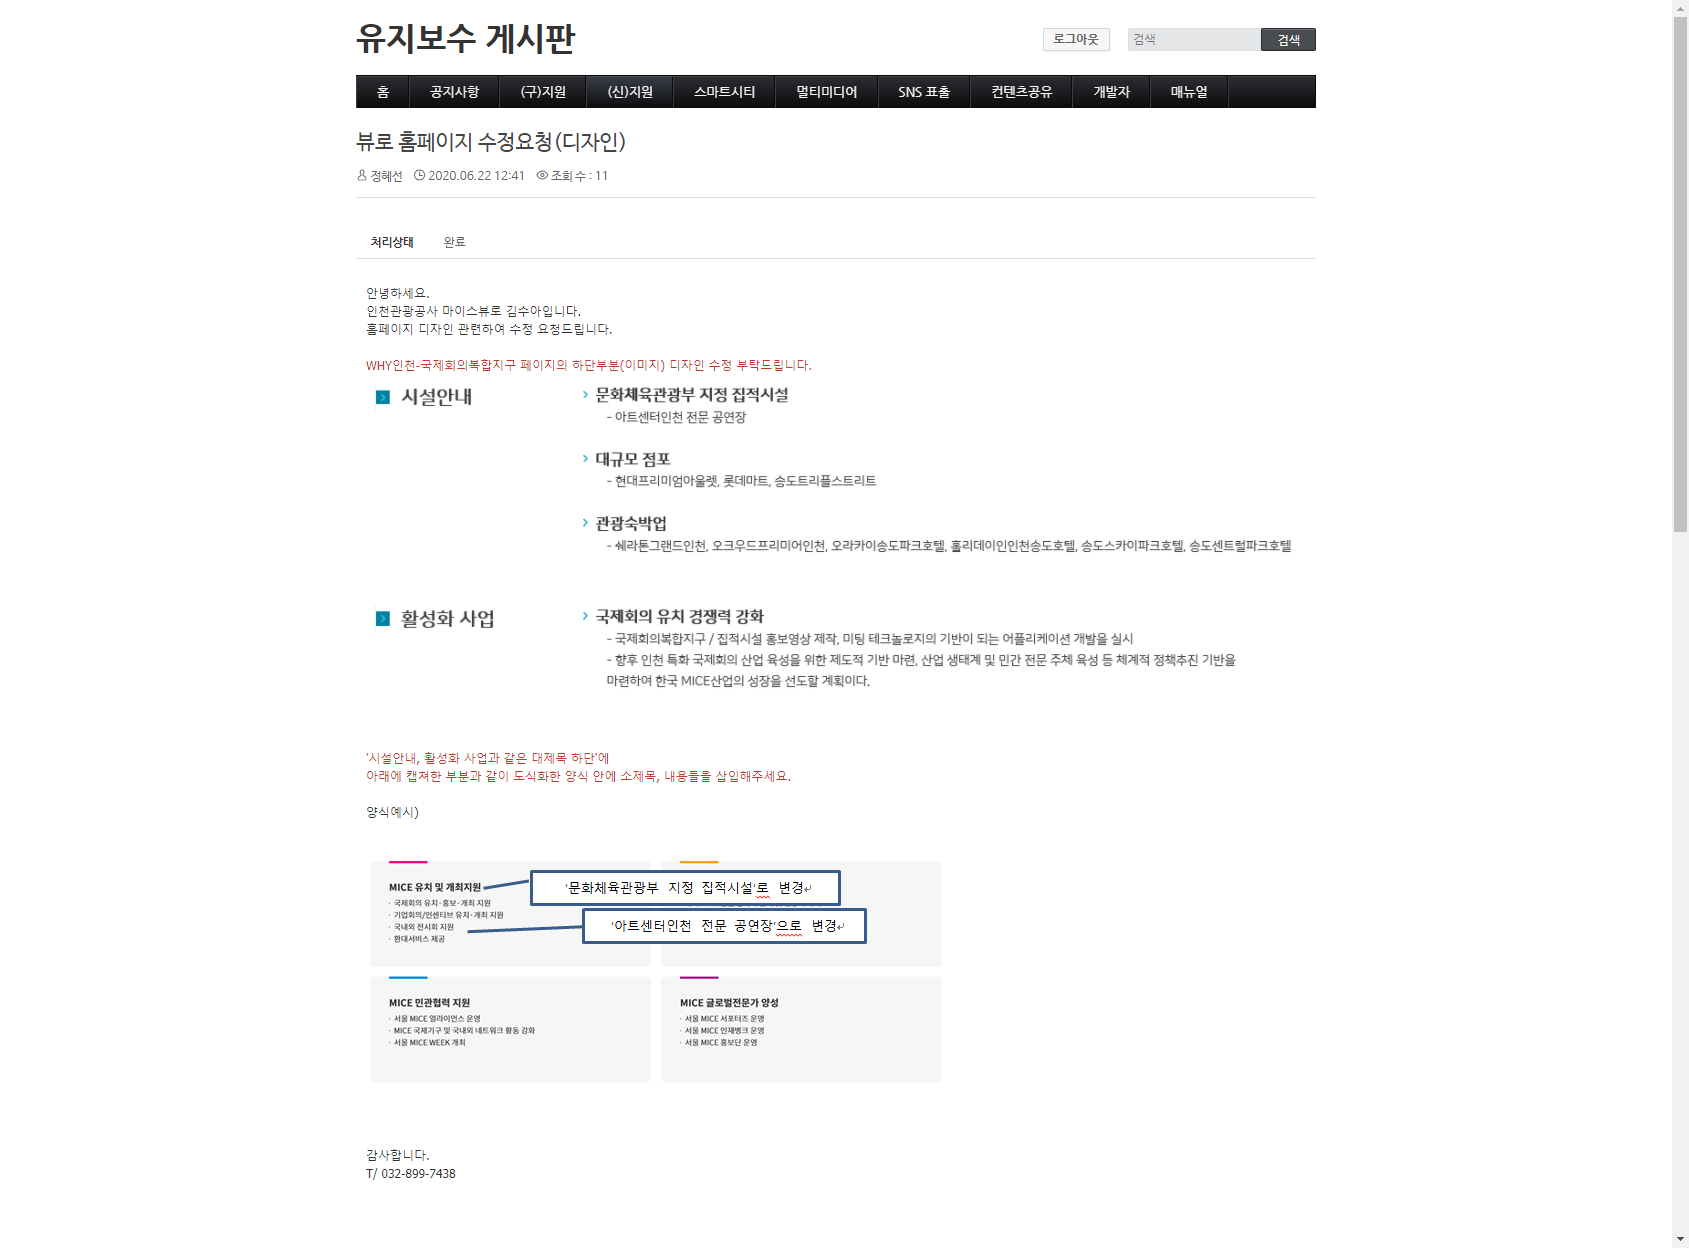 유지보수 게시판
로그아웃
검색
검색
홈 공지사항 (구)지원 (신)지원 스마트시티 멀티미디어 SNS 표출 컨텐츠공유 개발자 매뉴얼
뷰로 홈페이지 수정요청(디자인)
정혜선 2020.06.22 12:41 조회 수 : 11
처리상태 완료
안녕하세요.
인천관광공사 마이스뷰로 김수아입니다.
홈페이지 디자인 관련하여 수정 요청드립니다.
WHY인천-국제회의복합지구 페이지의 하단부분(이미지) 디자인 수정 부탁드립니다.
시설안내
문화체육관광부 지정 집적시설
- 아트센터인천 전문 공연장
대규모 점포
- 현대프리미엄아울렛, 롯데마트, 송도트리플스트리트
관광숙박업
- 쉐라톤그랜드인천, 오크우드프리미어인천, 오라카이송도파크호텔, 홀리데이인인천송도호텔, 송도스카이파크호텔, 송도센트럴파크호텔
활성화 사업
국제회의 유치 경쟁력 강화
- 국제회의복합지구 / 집적시설 홍보영상 제작, 미팅 테크놀로지의 기반이 되는 어플리케이션 개발을 실시
- 향후 인천 특화 국제회의 산업 육성을 위한 제도적 기반 마련, 산업 생태계 및 민간 전문 주체 육성 등 체계적 정책추진 기반을
마련하여 한국 MICE산업의 성장을 선도할 계획이다.
'시설안내, 활성화 사업과 같은 대제목 하단'에
아래에 캡쳐한 부분과 같이 도식화한 양식 안에 소제목, 내용들을 삽입해주세요.
양식예시)
MICE 유치 및 개최지원
· 국제회의 유치·홍보·개최 지원
· 기업회의/인센티브 유치·개최 지원
· 국내외 전시회 지원
· 환대서비스 제공
'문화체육관광부 지정 집적시설'로 변경
'아트센터인천 전문 공연장'으로 변경
MICE 민관협력 지원
· 서울 MICE 얼라이언스 운영
· MICE 국제기구 및 국내외 네트워크 활동 강화
· 서울 MICE WEEK 개최
MICE 글로벌전문가 양성
· 서울 MICE 서포터즈 운영
· 서울 MICE 인재뱅크 운영
· 서울 MICE 홍보단 운영
감사합니다.
T/ 032-899-7438